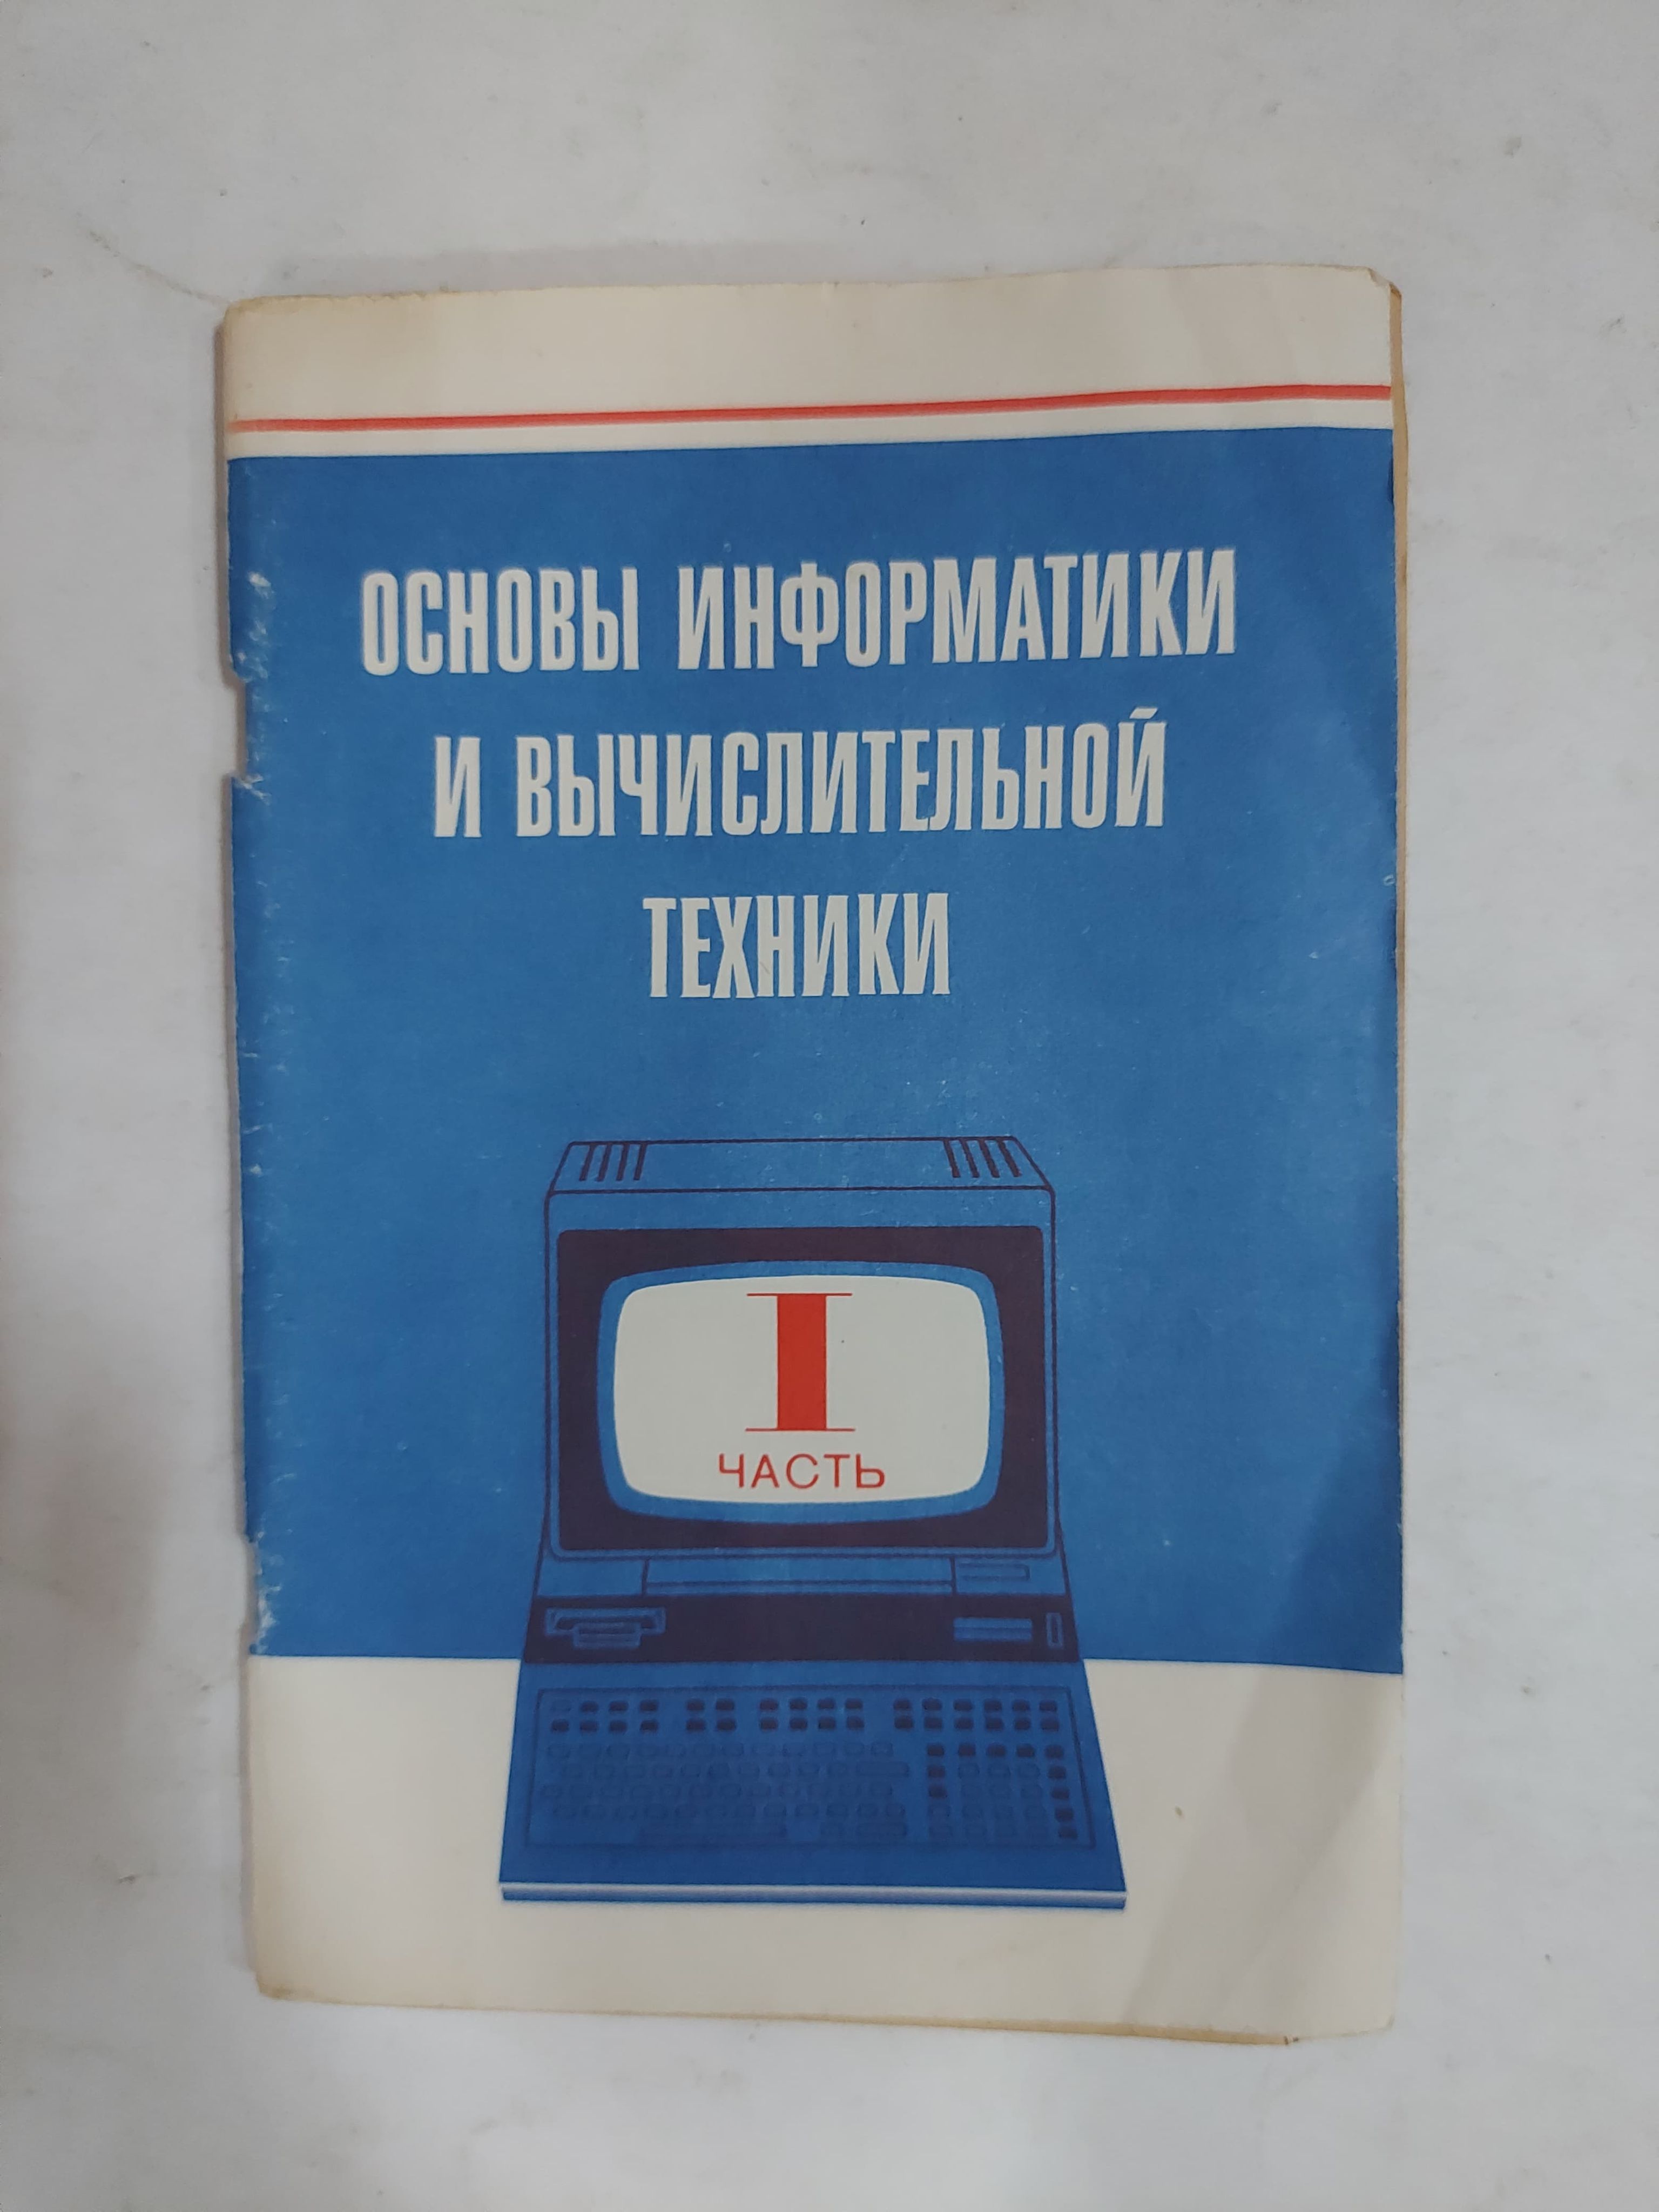 ОСНОВЫ ИНФОРМАТИКИ
И ВЫЧИСЛИТЕЛЬНОЙ
ТЕХНИКИ
I
ЧАСТЬ